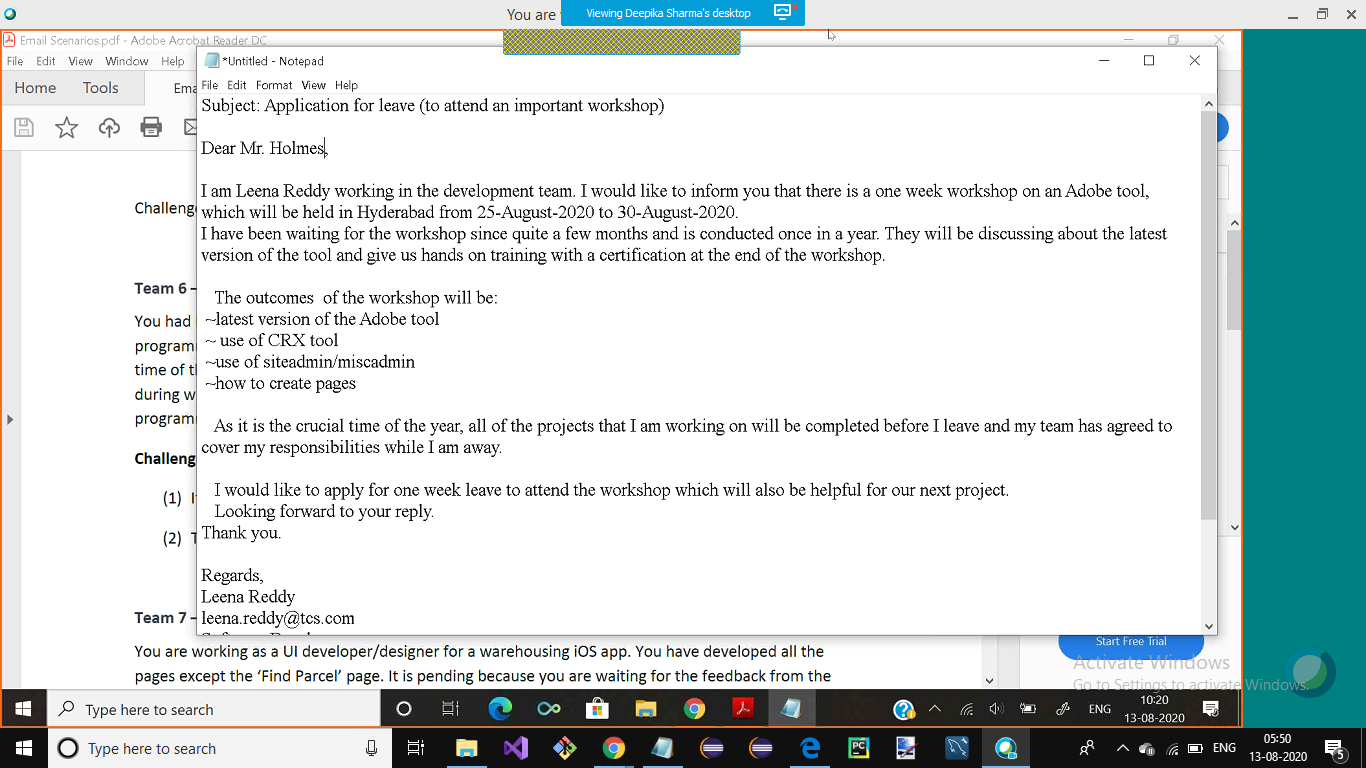 You are
Viewing Deepika Sharma's desktop
Email Scenarios.pdf - Adobe Acrobat Reader DC
File Edit View Window Help
Home Tools Ema
*Untitled - Notepad
File Edit Format View Help
Subject: Application for leave (to attend an important workshop)
Dear Mr. Holmes,
I am Leena Reddy working in the development team. I would like to inform you that there is a one week workshop on an Adobe tool,
which will be held in Hyderabad from 25-August-2020 to 30-August-2020.
I have been waiting for the workshop since quite a few months and is conducted once in a year. They will be discussing about the latest
version of the tool and give us hands on training with a certification at the end of the workshop.
The outcomes of the workshop will be:
~latest version of the Adobe tool
~ use of CRX tool
~use of siteadmin/miscadmin
~how to create pages
As it is the crucial time of the year, all of the projects that I am working on will be completed before I leave and my team has agreed to
cover my responsibilities while I am away.
I would like to apply for one week leave to attend the workshop which will also be helpful for our next project.
Looking forward to your reply.
Thank you.
Regards,
Leena Reddy
leena.reddy@tcs.com
Challeng
Team 6 –
You had
programm
time of t
during w
programm
Challeng
(1) I
(2) T
Team 7 –
You are working as a UI developer/designer for a warehousing iOS app. You have developed all the
pages except the ‘Find Parcel’ page. It is pending because you are waiting for the feedback from the
Start Free Trial
Activate Windows
Go to Settings to activate Windows.
Type here to search
ENG
10:20
13-08-2020
Type here to search
ENG
05:50
13-08-2020
5